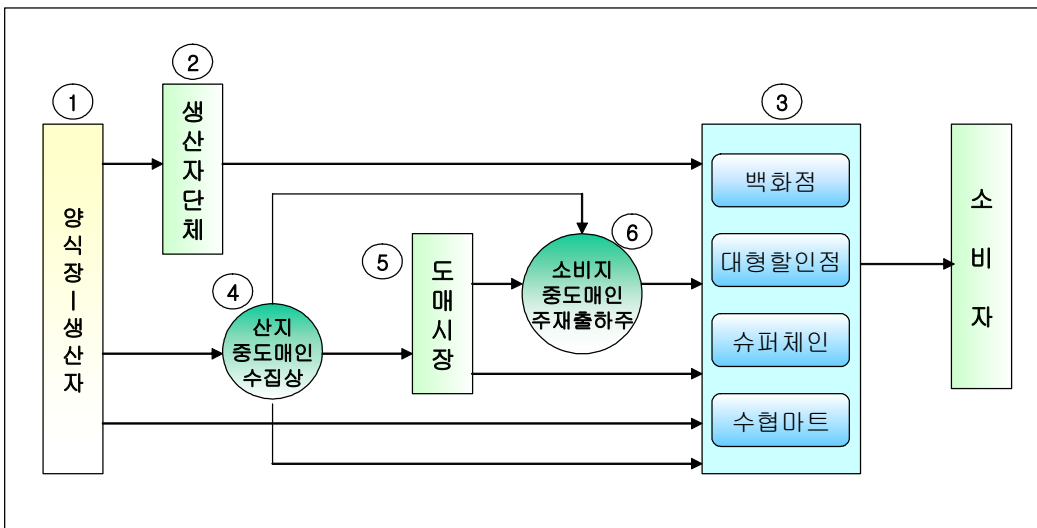 ①
양식장ㅣ생산자
②
생산자단체
④
산지
중도매인
수집상
⑤
도매시장
⑥
소비지
중도매인
주재출하주
③
백화점
대형할인점
슈퍼체인
수협마트
소비자